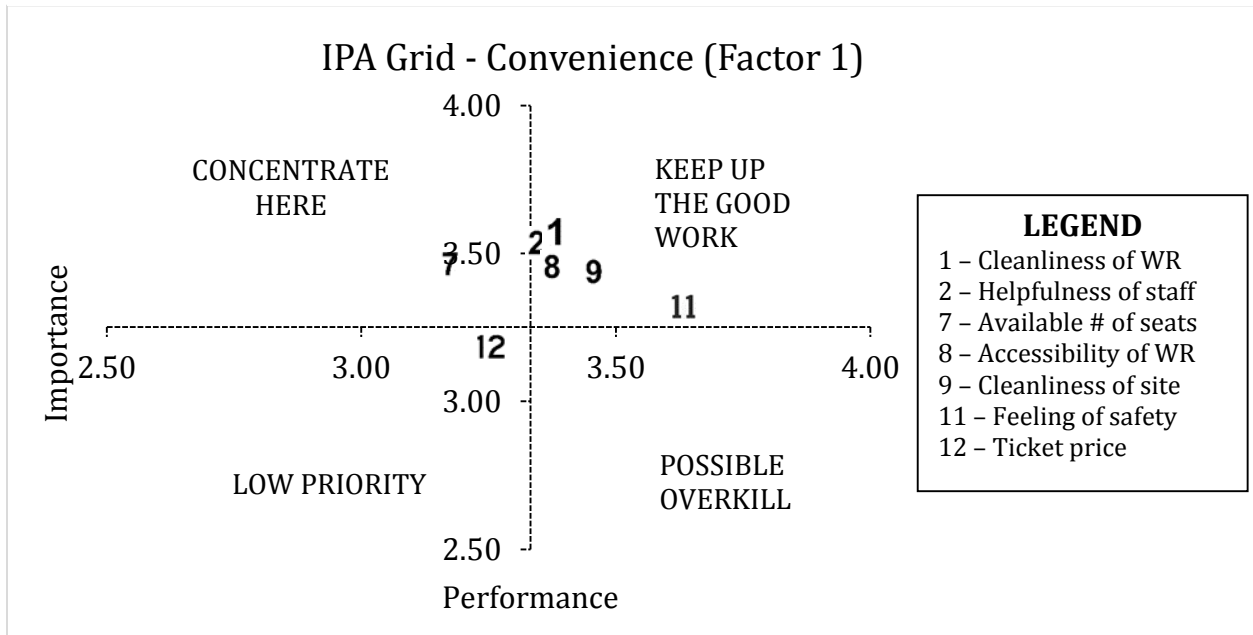 IPA Grid - Convenience (Factor 1)
4.00
CONCENTRATE
HERE
KEEP UP
THE GOOD
WORK
1
2
3.50
7
8
9
11
12
2.50
3.00
3.50
4.00
3.00
Importance
LOW PRIORITY
POSSIBLE
OVERKILL
2.50
Performance
LEGEND
1 – Cleanliness of WR
2 – Helpfulness of staff
7 – Available # of seats
8 – Accessibility of WR
9 – Cleanliness of site
11 – Feeling of safety
12 – Ticket price